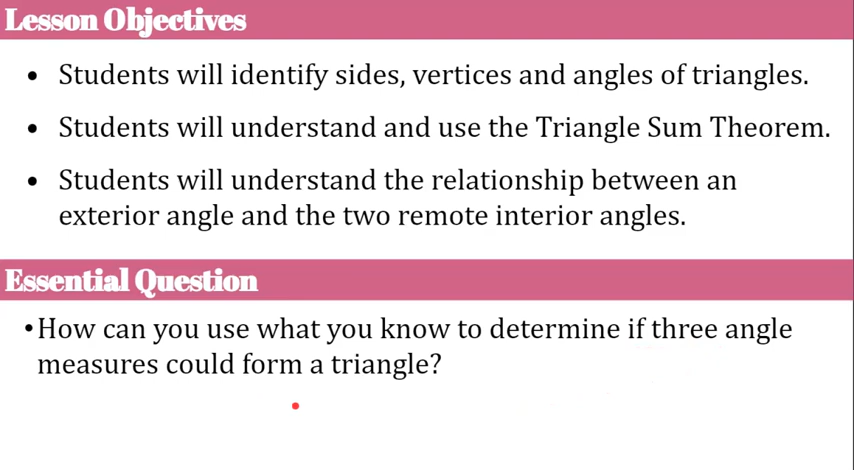 Lesson Objectives
• Students will identify sides, vertices and angles of triangles.
• Students will understand and use the Triangle Sum Theorem.
• Students will understand the relationship between an
exterior angle and the two remote interior angles.
Essential Question
•How can you use what you know to determine if three angle
measures could form a triangle?